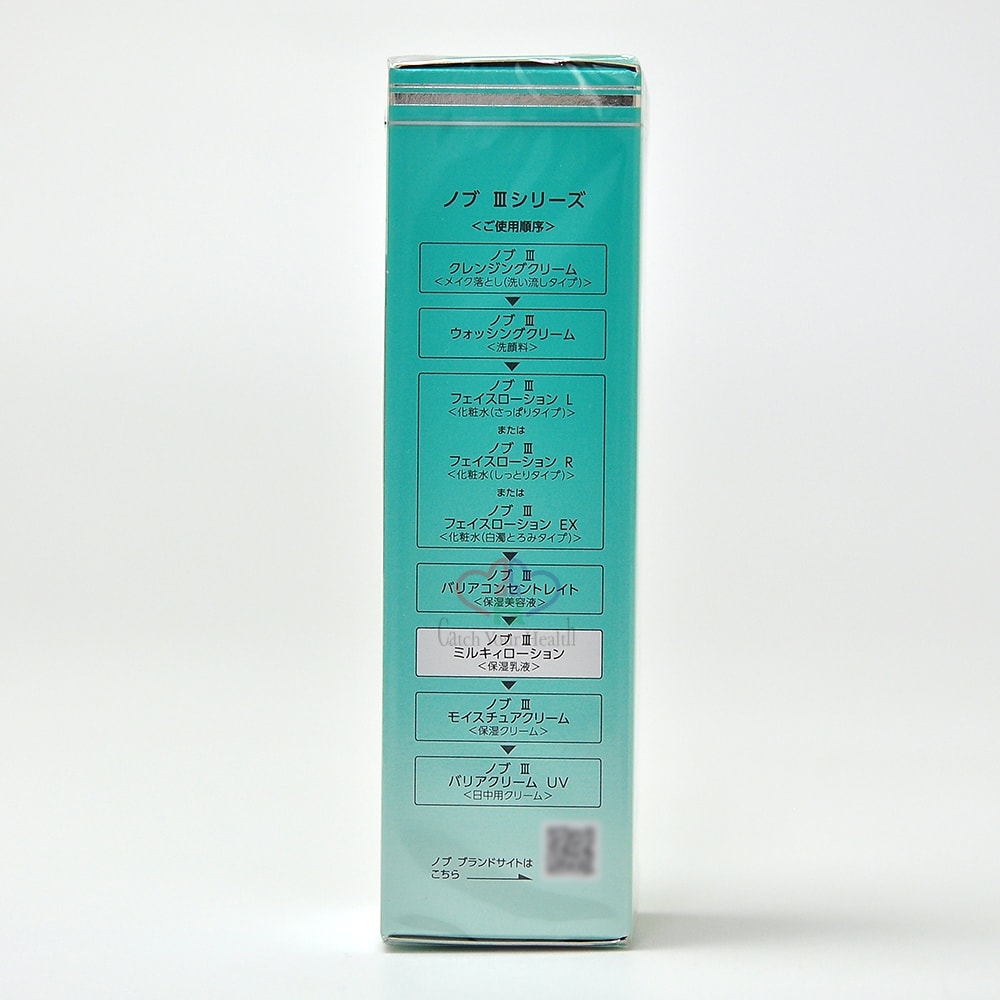 ノブ Ⅲシリーズ
＜ご使用順序＞
ノブ Ⅲ
クレンジングクリーム
＜メイク落とし(洗い流しタイプ)＞
ノブ Ⅲ
ウォッシングクリーム
＜洗顔料＞
ノブ Ⅲ
フェイスローション L
＜化粧水(さっぱりタイプ)＞
または
ノブ Ⅲ
フェイスローション R
＜化粧水(しっとりタイプ)＞
または
ノブ Ⅲ
フェイスローション EX
＜化粧水(白濁とろみタイプ)＞
ノブ Ⅲ
バリアコンセントレイト
＜保湿美容液＞
Catch Your Health
ノブ Ⅲ
ミルキィローション
＜保湿乳液＞
ノブ Ⅲ
モイスチュアクリーム
＜保湿クリーム＞
ノブ Ⅲ
バリアクリーム UV
＜日中用クリーム＞
ノブ ブランドサイトは
こちら